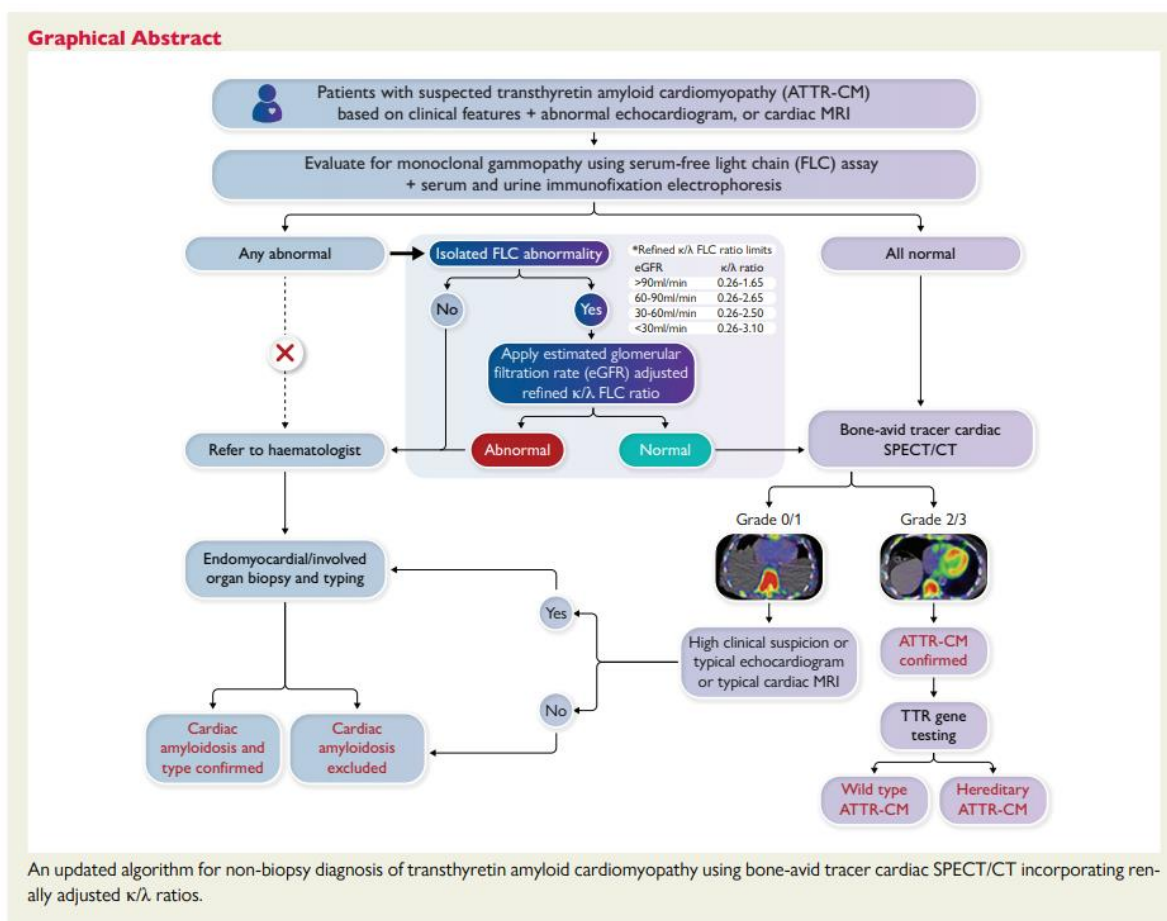 Graphical Abstract
Patients with suspected transthyretin amyloid cardiomyopathy (ATTR-CM)
based on clinical features + abnormal echocardiogram, or cardiac MRI
Evaluate for monoclonal gammopathy using serum-free light chain (FLC) assay
+ serum and urine immunofixation electrophoresis
Any abnormal
Isolated FLC abnormality
*Refined κ/λ FLC ratio limits
eGFR κ/λ ratio
>90ml/min 0.26-1.65
60-90ml/min 0.26-2.65
30-60ml/min 0.26-2.50
<30ml/min 0.26-3.10
All normal
No
Yes
Apply estimated glomerular
filtration rate (eGFR) adjusted
refined κ/λ FLC ratio
Refer to haematologist
Abnormal
Normal
Bone-avid tracer cardiac
SPECT/CT
Grade 0/1
Grade 2/3
Endomyocardial/involved
organ biopsy and typing
Yes
High clinical suspicion or
typical echocardiogram
or typical cardiac MRI
ATTR-CM
confirmed
No
Cardiac
amyloidosis and
type confirmed
Cardiac
amyloidosis
excluded
TTR gene
testing
Wild type
ATTR-CM
Hereditary
ATTR-CM
An updated algorithm for non-biopsy diagnosis of transthyretin amyloid cardiomyopathy using bone-avid tracer cardiac SPECT/CT incorporating ren-
ally adjusted κ/λ ratios.